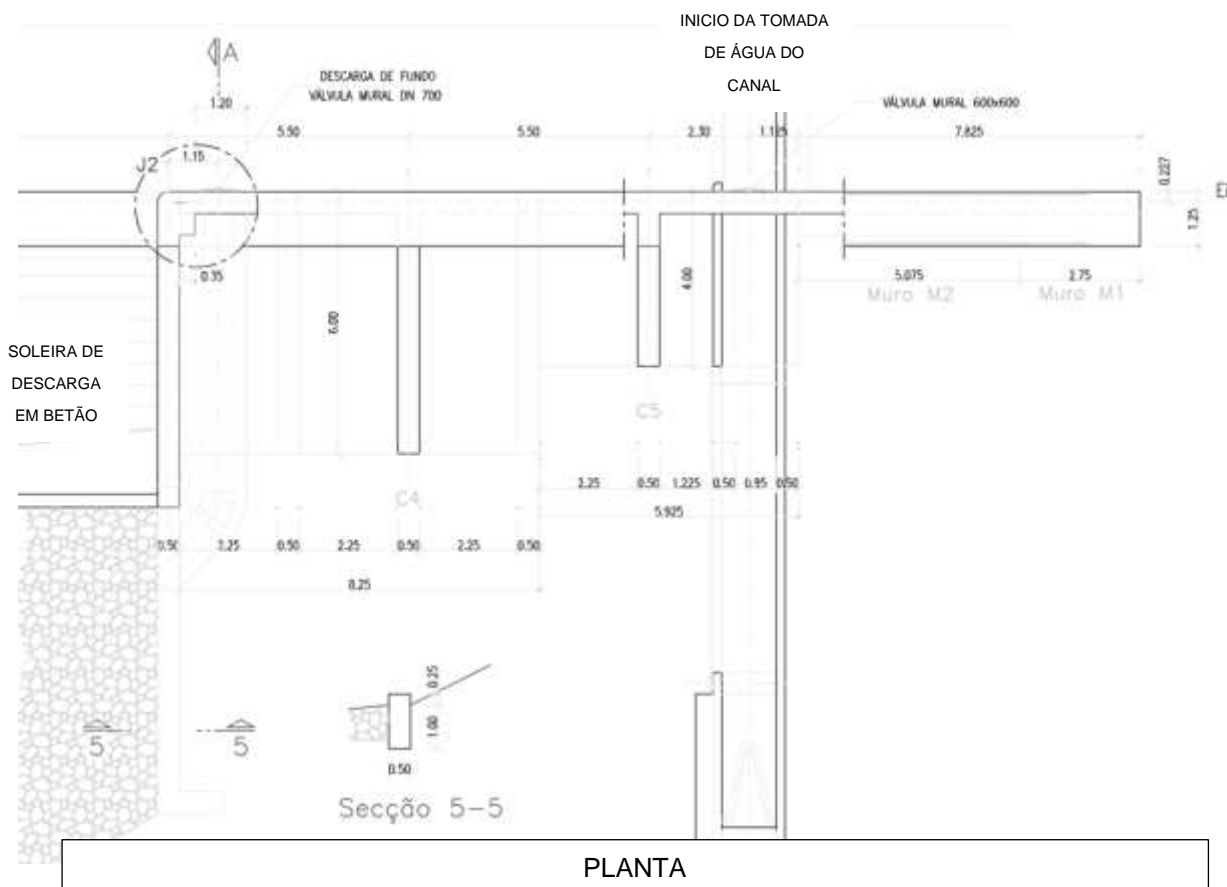 INICIO DA TOMADA
DE ÁGUA DO
CANAL
A
DESCARGA DE FUNDO
VÁLVULA MURAL DN 700
VÁLVULA MURAL 600x600
1.20
5.50
5.50
2.30
7.825
J2
1.15
0.227
1.25
0.35
4.00
5.075
2.75
Muro M2
Muro M1
6.00
SOLEIRA DE
DESCARGA
EM BETÃO
C5
2.25
0.50
1.225
0.50
0.95
0.50
C4
5.925
0.50
0.50
2.25
0.50
2.25
0.50
8.25
0.25
1.00
5
5
0.50
Secção 5-5
PLANTA